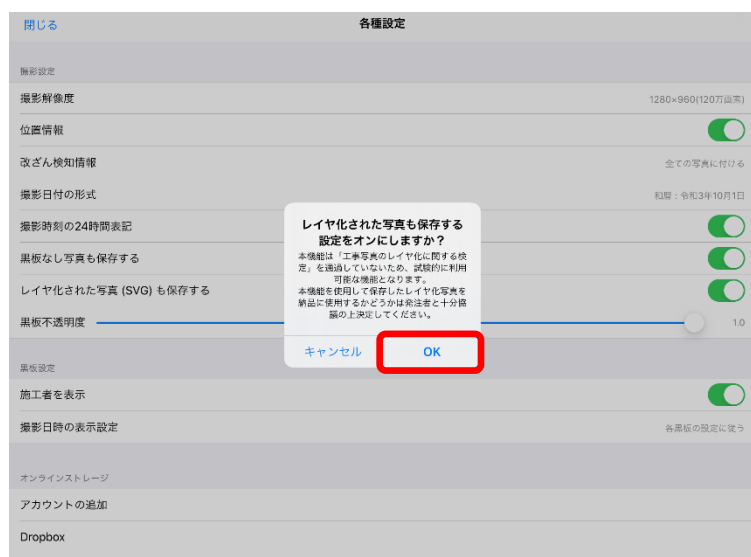 閉じる
各種設定
撮影設定
撮影解像度
1280×960(120万画素)
位置情報
改ざん検知情報
全ての写真に付ける
撮影日付の形式
和暦：令和3年10月1日
撮影時刻の24時間表記
黒板なし写真も保存する
レイヤ化された写真 (SVG) も保存する
黒板不透明度
1.0
レイヤ化された写真も保存する
設定をオンにしますか？
本機能は「工事写真のレイヤ化に関する検
定」を通過していないため、試験的に利用
可能な機能となります。
本機能を使用して保存したレイヤ化写真を
納品に使用するかどうかは発注者と十分協
議の上決定してください。
キャンセル
OK
黒板設定
施工者を表示
撮影日時の表示設定
各黒板の設定に従う
オンラインストレージ
アカウントの追加
Dropbox